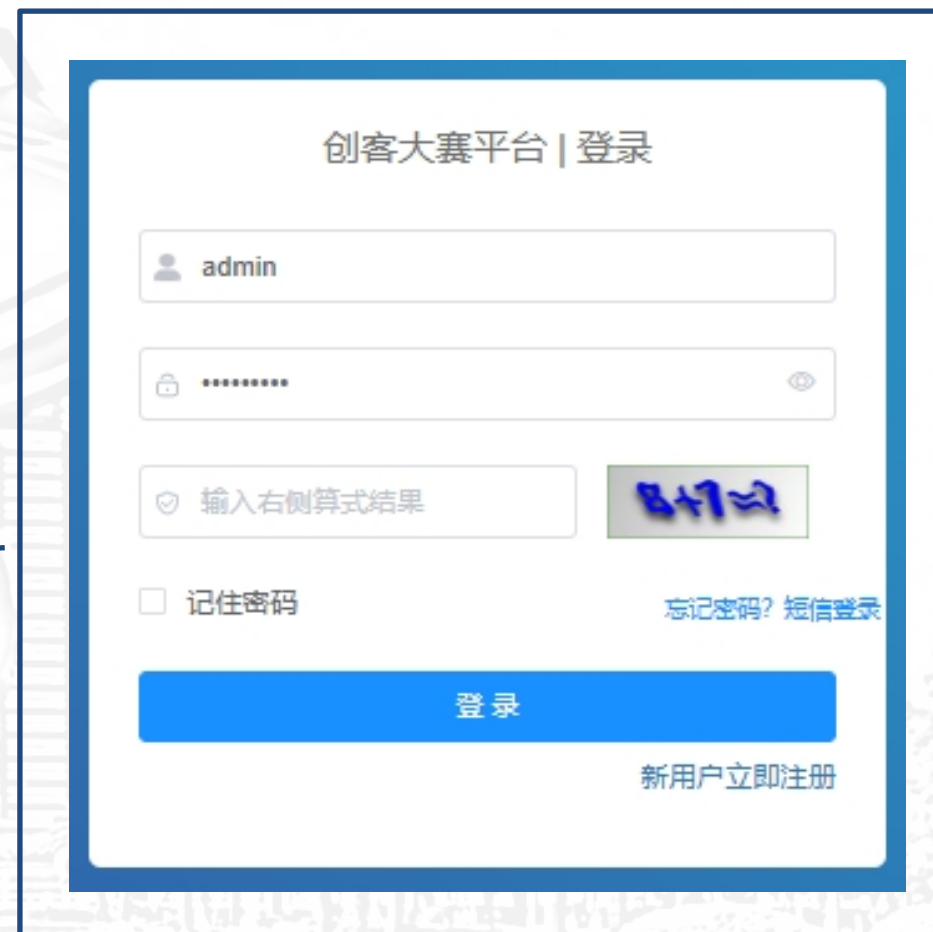 创客大赛平台 | 登录
admin
•••••••••
输入右侧算式结果
8+7=?
记住密码
忘记密码? 短信登录
登 录
新用户立即注册